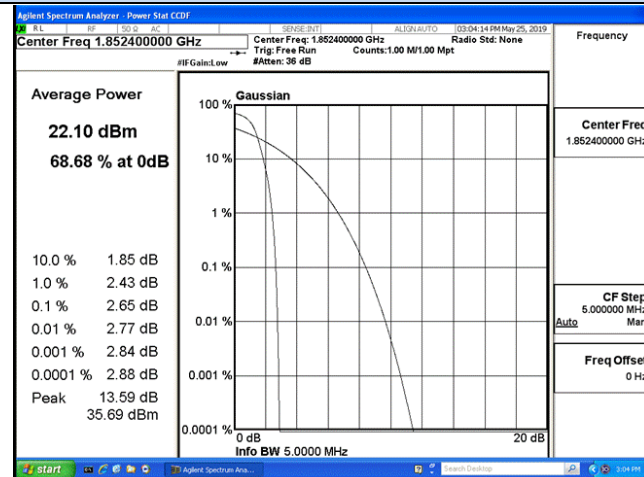 Agilent Spectrum Analyzer - Power Stat CCDF
RL RF 50 Ω AC SENSE:INT ALIGN AUTO 03:04:14 PM May 25, 2019
Center Freq 1.852400000 GHz
Center Freq: 1.852400000 GHz Radio Std: None
Trig: Free Run Counts:1.00 M/1.00 Mpt
#IFGain:Low #Atten: 36 dB
Frequency
Average Power
22.10 dBm
68.68 % at 0dB
10.0 % 1.85 dB
1.0 % 2.43 dB
0.1 % 2.65 dB
0.01 % 2.77 dB
0.001 % 2.84 dB
0.0001 % 2.88 dB
Peak 13.59 dB
35.69 dBm
Gaussian
100 %
10 %
1 %
0.1 %
0.01 %
0.001 %
0.0001 %
0 dB 20 dB
Info BW 5.0000 MHz
Center Freq
1.852400000 GHz
CF Step
5.000000 MHz
Auto Man
Freq Offset
0 Hz
start Agilent Spectrum Ana... Search Desktop 3:04 PM